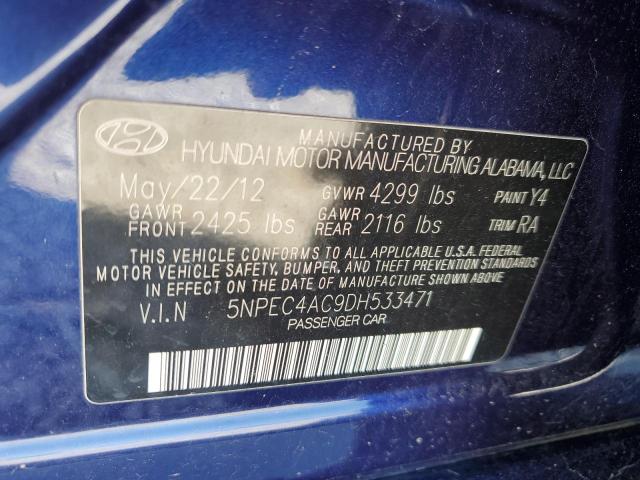 MANUFACTURED BY
HYUNDAI MOTOR MANUFACTURING ALABAMA, LLC
May/22/12 GVWR 4299 lbs PAINT Y4
GAWR FRONT 2425 lbs GAWR REAR 2116 lbs TRIM RA
THIS VEHICLE CONFORMS TO ALL APPLICABLE U.S.A. FEDERAL
MOTOR VEHICLE SAFETY, BUMPER, AND THEFT PREVENTION STANDARDS
IN EFFECT ON THE DATE OF MANUFACTURE SHOWN ABOVE.
V.I.N 5NPEC4AC9DH533471
PASSENGER CAR